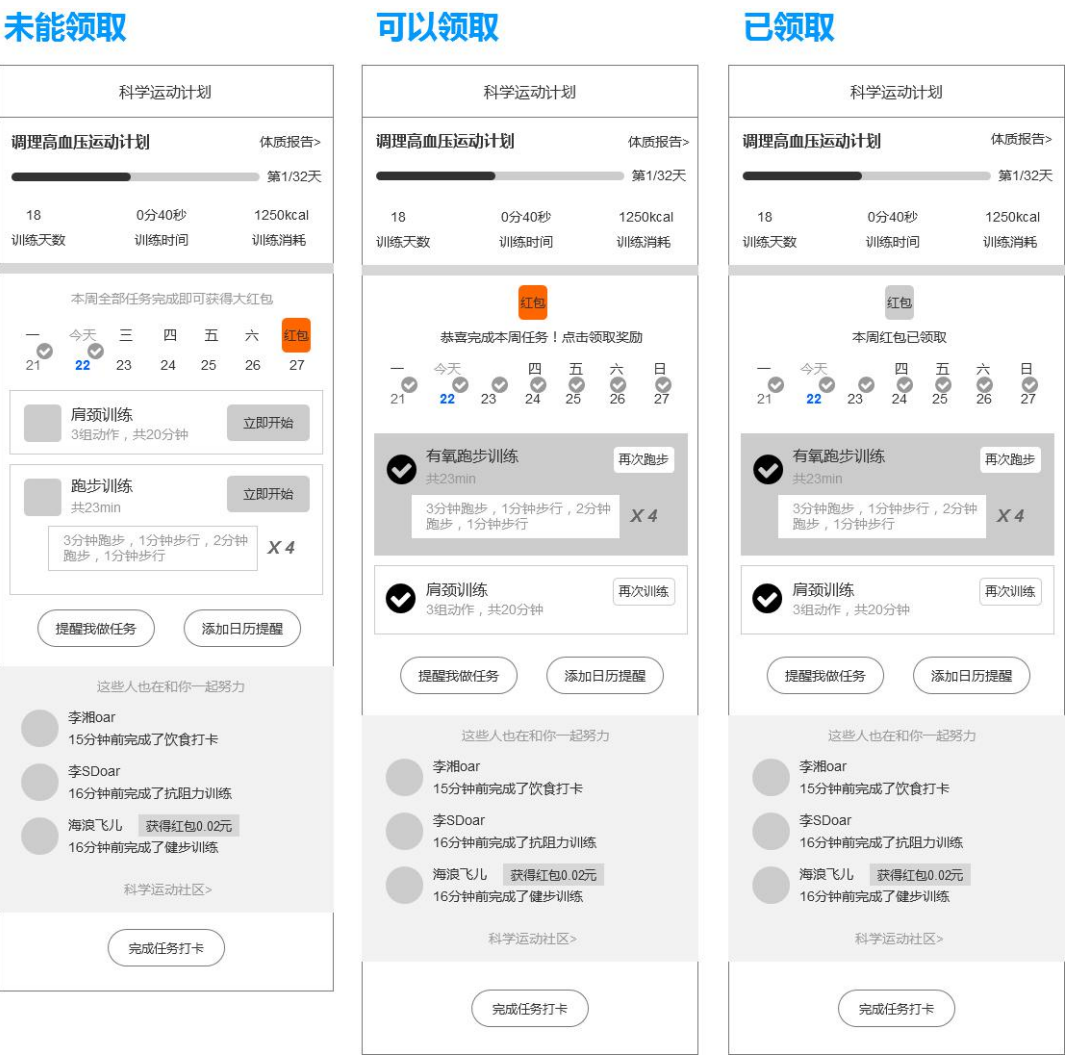 未能领取
科学运动计划
调理高血压运动计划 体质报告>
第1/32天
18 0分40秒 1250kcal
训练天数 训练时间 训练消耗
本周全部任务完成即可获得大红包
一 今天 三 四 五 六 红包
21 22 23 24 25 26 27
肩颈训练
3组动作，共20分钟
立即开始
跑步训练
共23min
立即开始
3分钟跑步，1分钟步行，2分钟
跑步，1分钟步行
X 4
提醒我做任务 添加日历提醒
这些人也在和你一起努力
李湘oar
15分钟前完成了饮食打卡
李SDoar
16分钟前完成了抗阻力训练
海浪飞儿 获得红包0.02元
16分钟前完成了健步训练
科学运动社区>
完成任务打卡
可以领取
科学运动计划
调理高血压运动计划 体质报告>
第1/32天
18 0分40秒 1250kcal
训练天数 训练时间 训练消耗
红包
恭喜完成本周任务！点击领取奖励
一 今天 四 五 六 日
21 22 23 24 25 26 27
有氧跑步训练
共23min
再次跑步
3分钟跑步，1分钟步行，2分钟
跑步，1分钟步行
X 4
肩颈训练
3组动作，共20分钟
再次训练
提醒我做任务 添加日历提醒
这些人也在和你一起努力
李湘oar
15分钟前完成了饮食打卡
李SDoar
16分钟前完成了抗阻力训练
海浪飞儿 获得红包0.02元
16分钟前完成了健步训练
科学运动社区>
完成任务打卡
已领取
科学运动计划
调理高血压运动计划 体质报告>
第1/32天
18 0分40秒 1250kcal
训练天数 训练时间 训练消耗
红包
本周红包已领取
一 今天 四 五 六 日
21 22 23 24 25 26 27
有氧跑步训练
共23min
再次跑步
3分钟跑步，1分钟步行，2分钟
跑步，1分钟步行
X 4
肩颈训练
3组动作，共20分钟
再次训练
提醒我做任务 添加日历提醒
这些人也在和你一起努力
李湘oar
15分钟前完成了饮食打卡
李SDoar
16分钟前完成了抗阻力训练
海浪飞儿 获得红包0.02元
16分钟前完成了健步训练
科学运动社区>
完成任务打卡